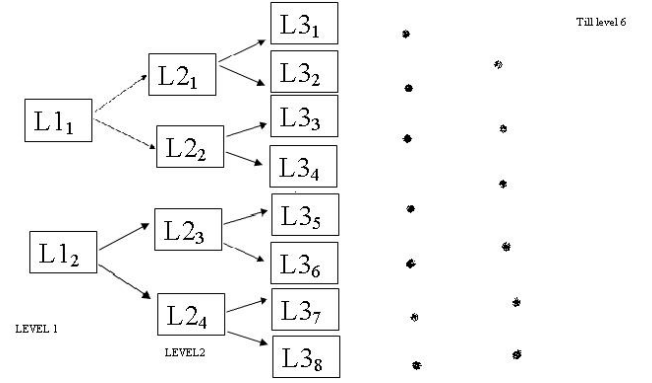 L3₁
Till level 6
L2₁
L3₂
L1₁
L3₃
L2₂
L3₄
L3₅
L2₃
L1₂
L3₆
L2₄
L3₇
LEVEL 1
LEVEL2
L3₈